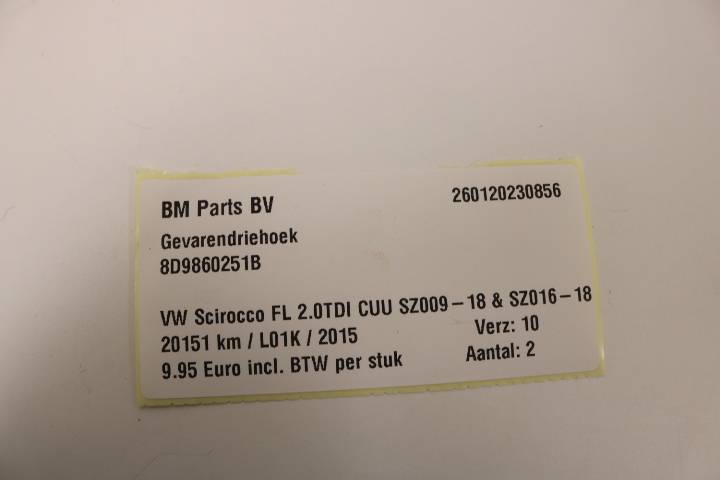 BM Parts BV 260120230856
Gevarendriehoek
8D9860251B
VW Scirocco FL 2.0TDI CUU SZ009-18 & SZ016-18
20151 km / L01K / 2015 Verz: 10
9.95 Euro incl. BTW per stuk Aantal: 2